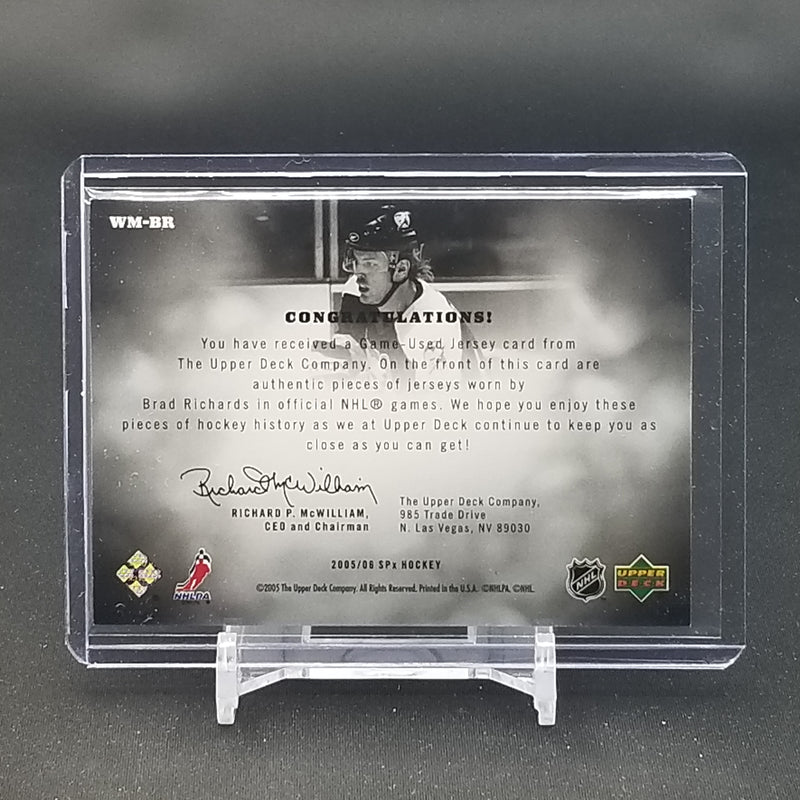 WM-BR
CONGRATULATIONS!
You have received a Game-Used Jersey card from
The Upper Deck Company. On the front of this card are
authentic pieces of jerseys worn by
Brad Richards in official NHL® games. We hope you enjoy these
pieces of hockey history as we at Upper Deck continue to keep you as
close as you can get!
Richard McWilliam
RICHARD P. McWILLIAM,
CEO and Chairman
The Upper Deck Company,
985 Trade Drive
N. Las Vegas, NV 89030
2005/06 SPx HOCKEY
©2005 The Upper Deck Company. All Rights Reserved. Printed in the U.S.A. ©NHLPA. ©NHL.
NHLPA
NHL
UPPER
DECK